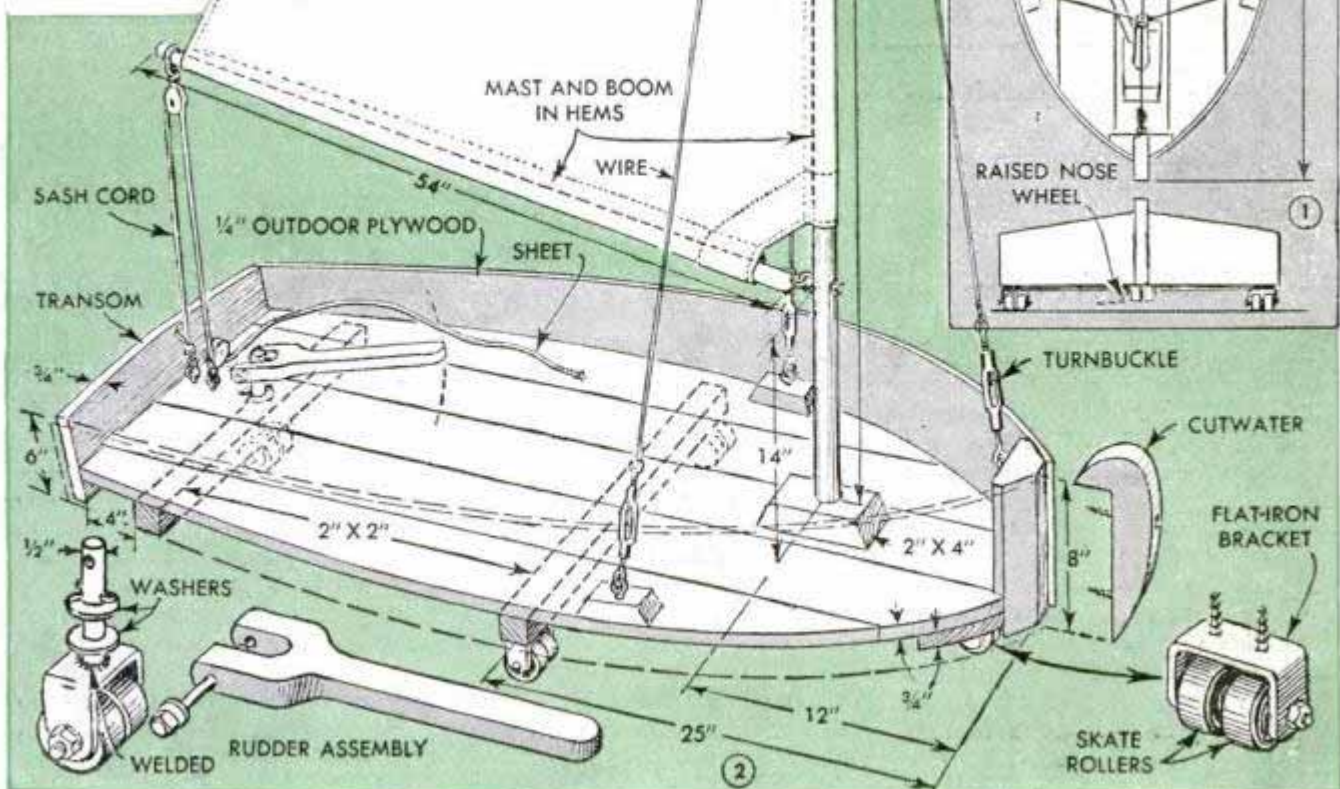 MAST AND BOOM
IN HEMS
WIRE
54"
SASH CORD
1/4" OUTDOOR PLYWOOD
SHEET
TRANSOM
3/4"
6"
4"
1/2"
2" X 2"
14"
2" X 4"
8"
3/4"
12"
25"
WASHERS
WELDED
RUDDER ASSEMBLY
2
RAISED NOSE
WHEEL
1
TURNBUCKLE
CUTWATER
FLAT-IRON
BRACKET
SKATE
ROLLERS